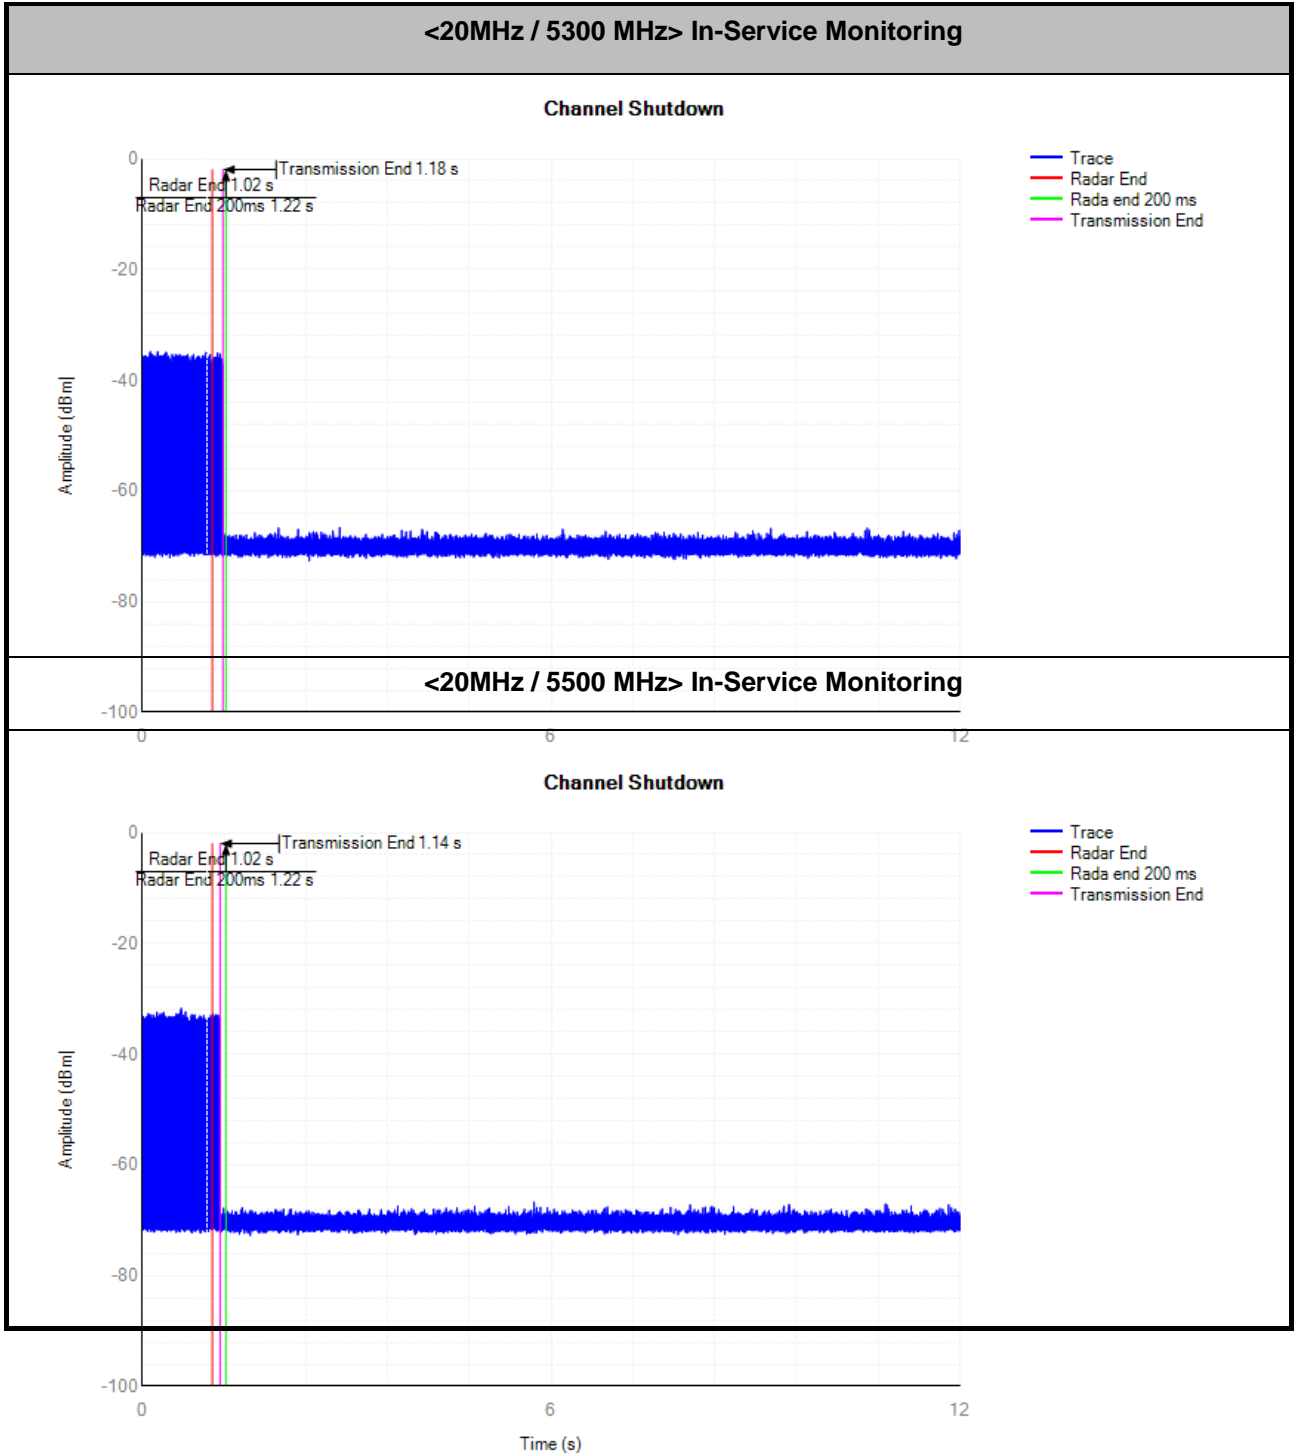 <20MHz / 5300 MHz> In-Service Monitoring
Channel Shutdown
Transmission End 1.18 s
Radar End 1.02 s
Radar End 200ms 1.22 s
Trace
Radar End
Rada end 200 ms
Transmission End
0
-20
-40
-60
-80
-100
Amplitude (dBm)
0
6
12
<20MHz / 5500 MHz> In-Service Monitoring
Channel Shutdown
Transmission End 1.14 s
Radar End 1.02 s
Radar End 200ms 1.22 s
Trace
Radar End
Rada end 200 ms
Transmission End
0
-20
-40
-60
-80
-100
Amplitude (dBm)
0
6
12
Time (s)